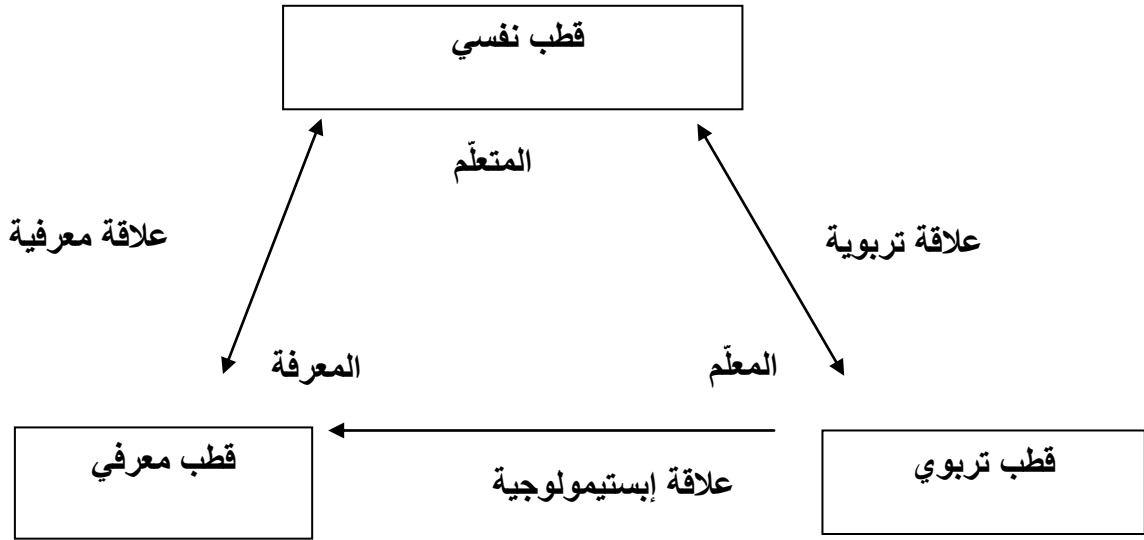 قطب نفسي
المتعلّم
علاقة تربوية
علاقة معرفية
المعلّم
المعرفة
قطب تربوي
قطب معرفي
علاقة إبستيمولوجية